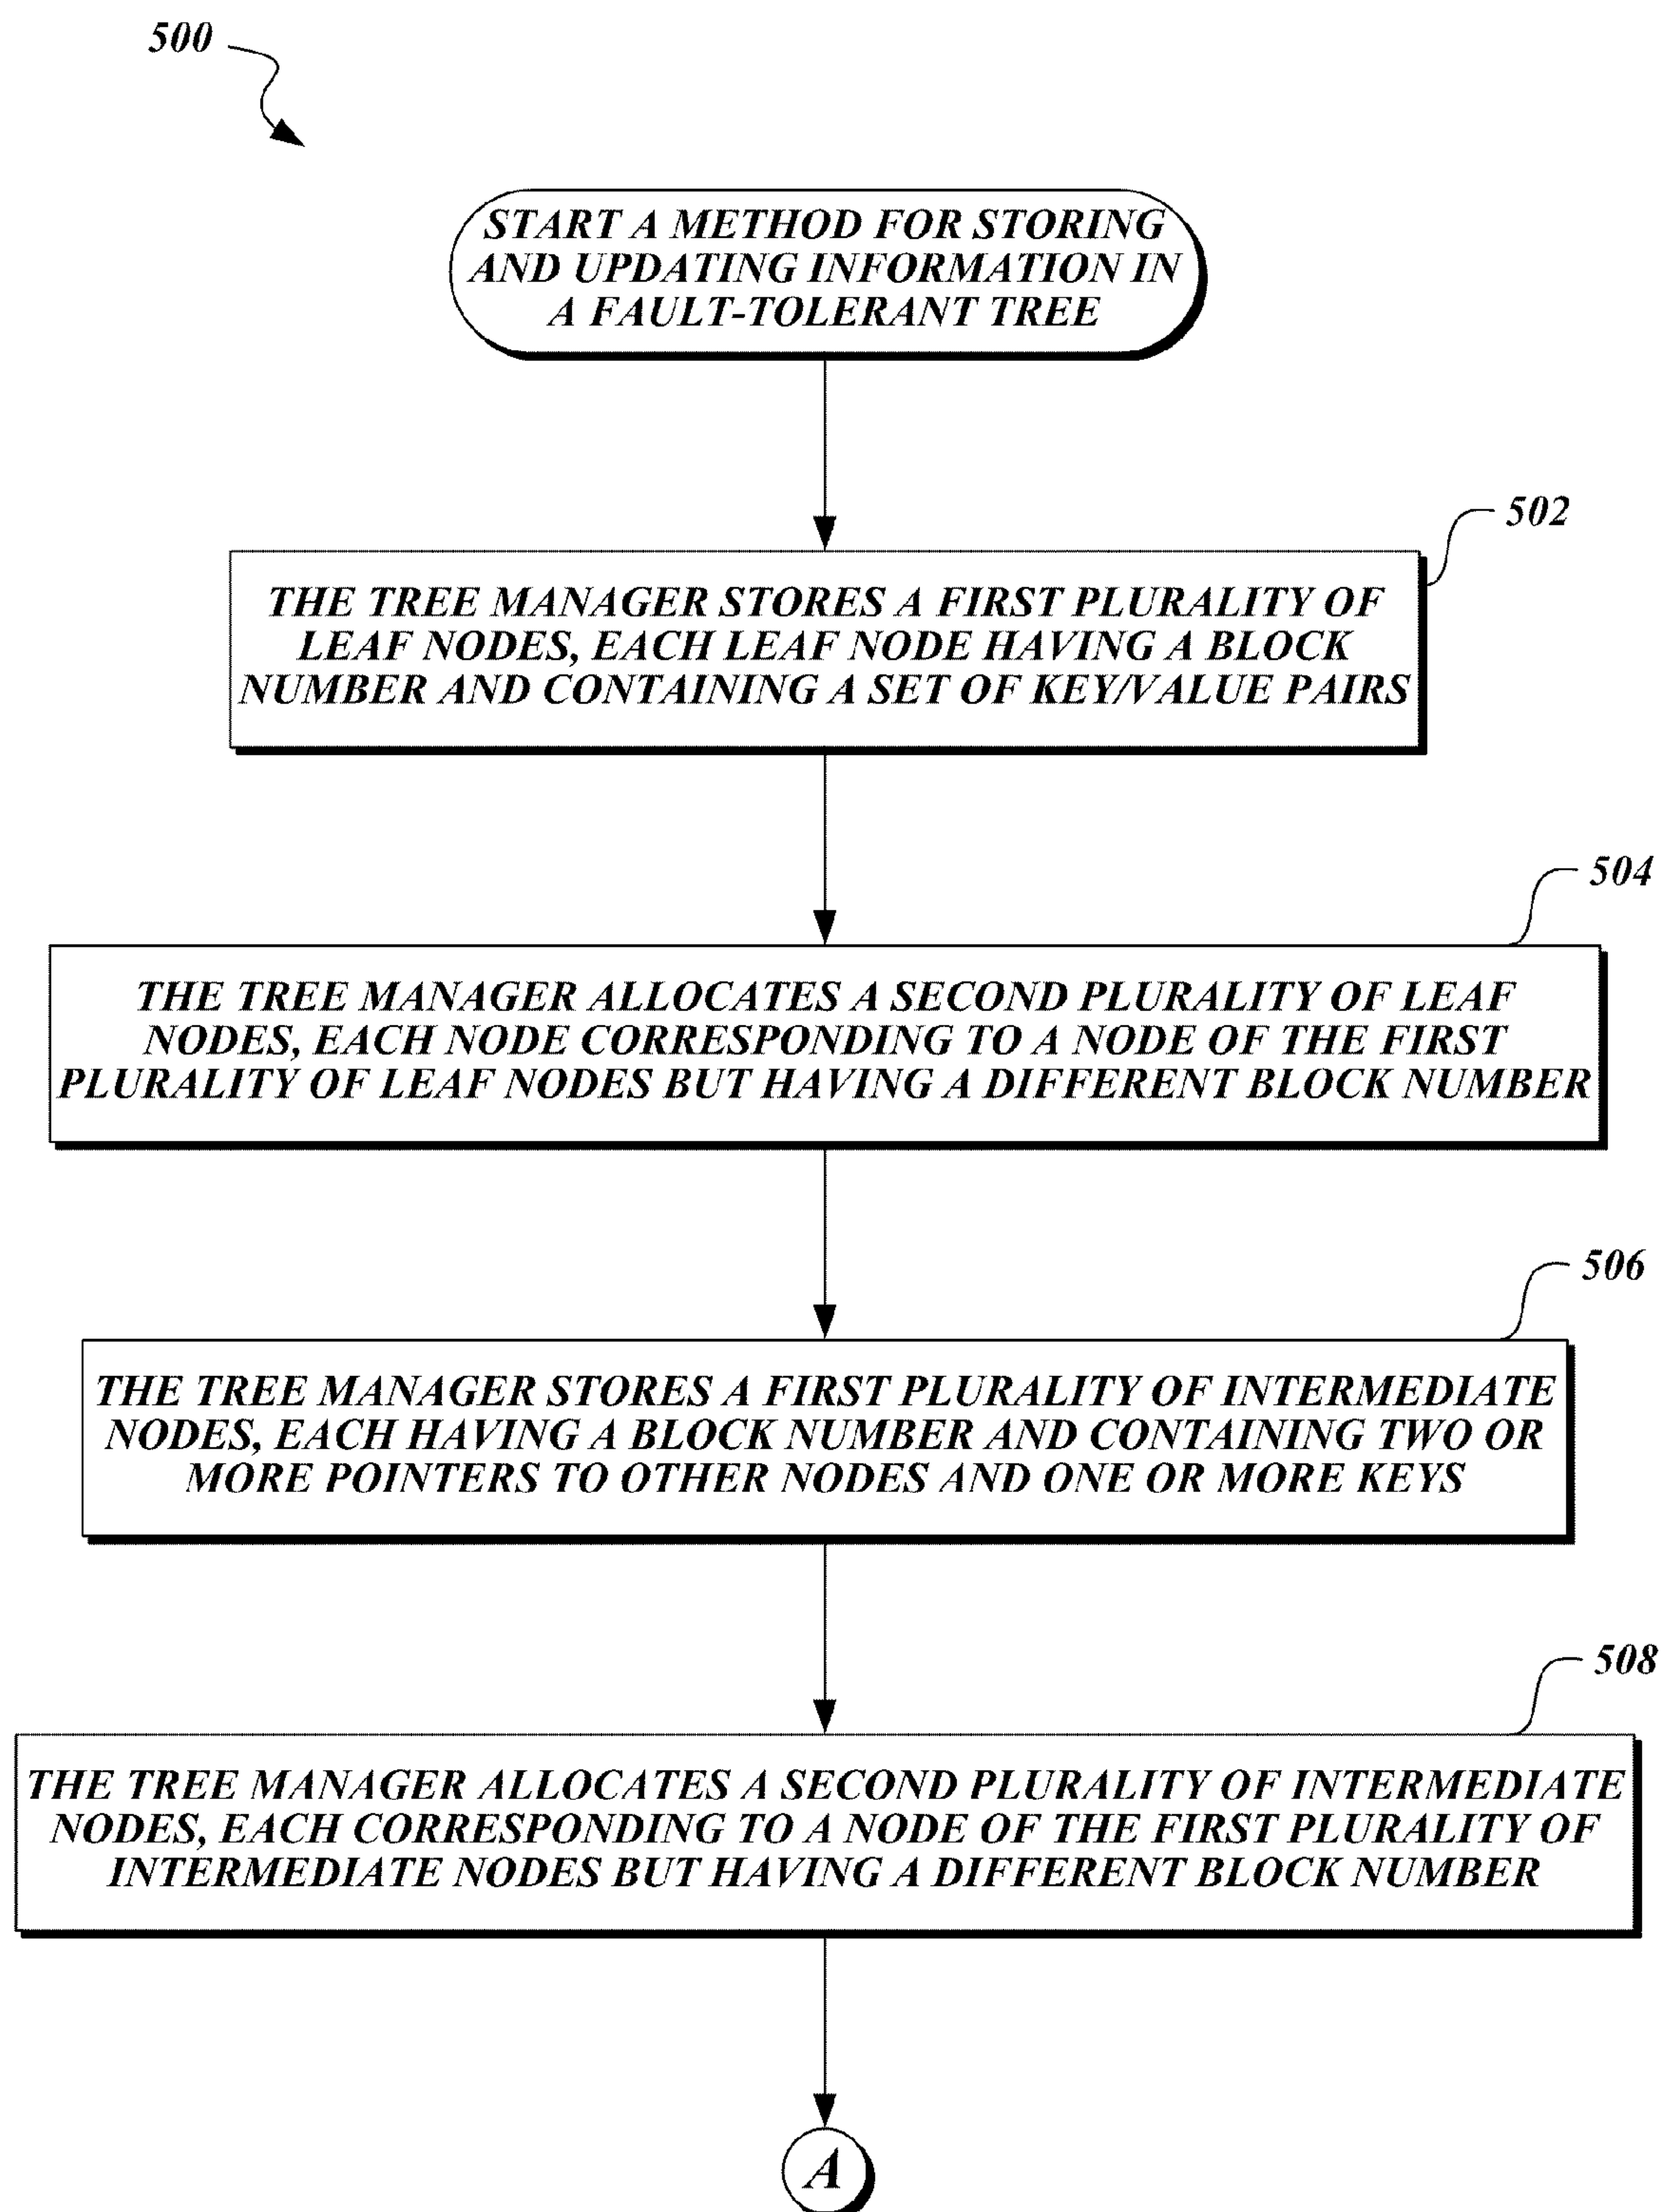 500
START A METHOD FOR STORING
AND UPDATING INFORMATION IN
A FAULT-TOLERANT TREE
502
THE TREE MANAGER STORES A FIRST PLURALITY OF
LEAF NODES, EACH LEAF NODE HAVING A BLOCK
NUMBER AND CONTAINING A SET OF KEY/VALUE PAIRS
504
THE TREE MANAGER ALLOCATES A SECOND PLURALITY OF LEAF
NODES, EACH NODE CORRESPONDING TO A NODE OF THE FIRST
PLURALITY OF LEAF NODES BUT HAVING A DIFFERENT BLOCK NUMBER
506
THE TREE MANAGER STORES A FIRST PLURALITY OF INTERMEDIATE
NODES, EACH HAVING A BLOCK NUMBER AND CONTAINING TWO OR
MORE POINTERS TO OTHER NODES AND ONE OR MORE KEYS
508
THE TREE MANAGER ALLOCATES A SECOND PLURALITY OF INTERMEDIATE
NODES, EACH CORRESPONDING TO A NODE OF THE FIRST PLURALITY OF
INTERMEDIATE NODES BUT HAVING A DIFFERENT BLOCK NUMBER
A